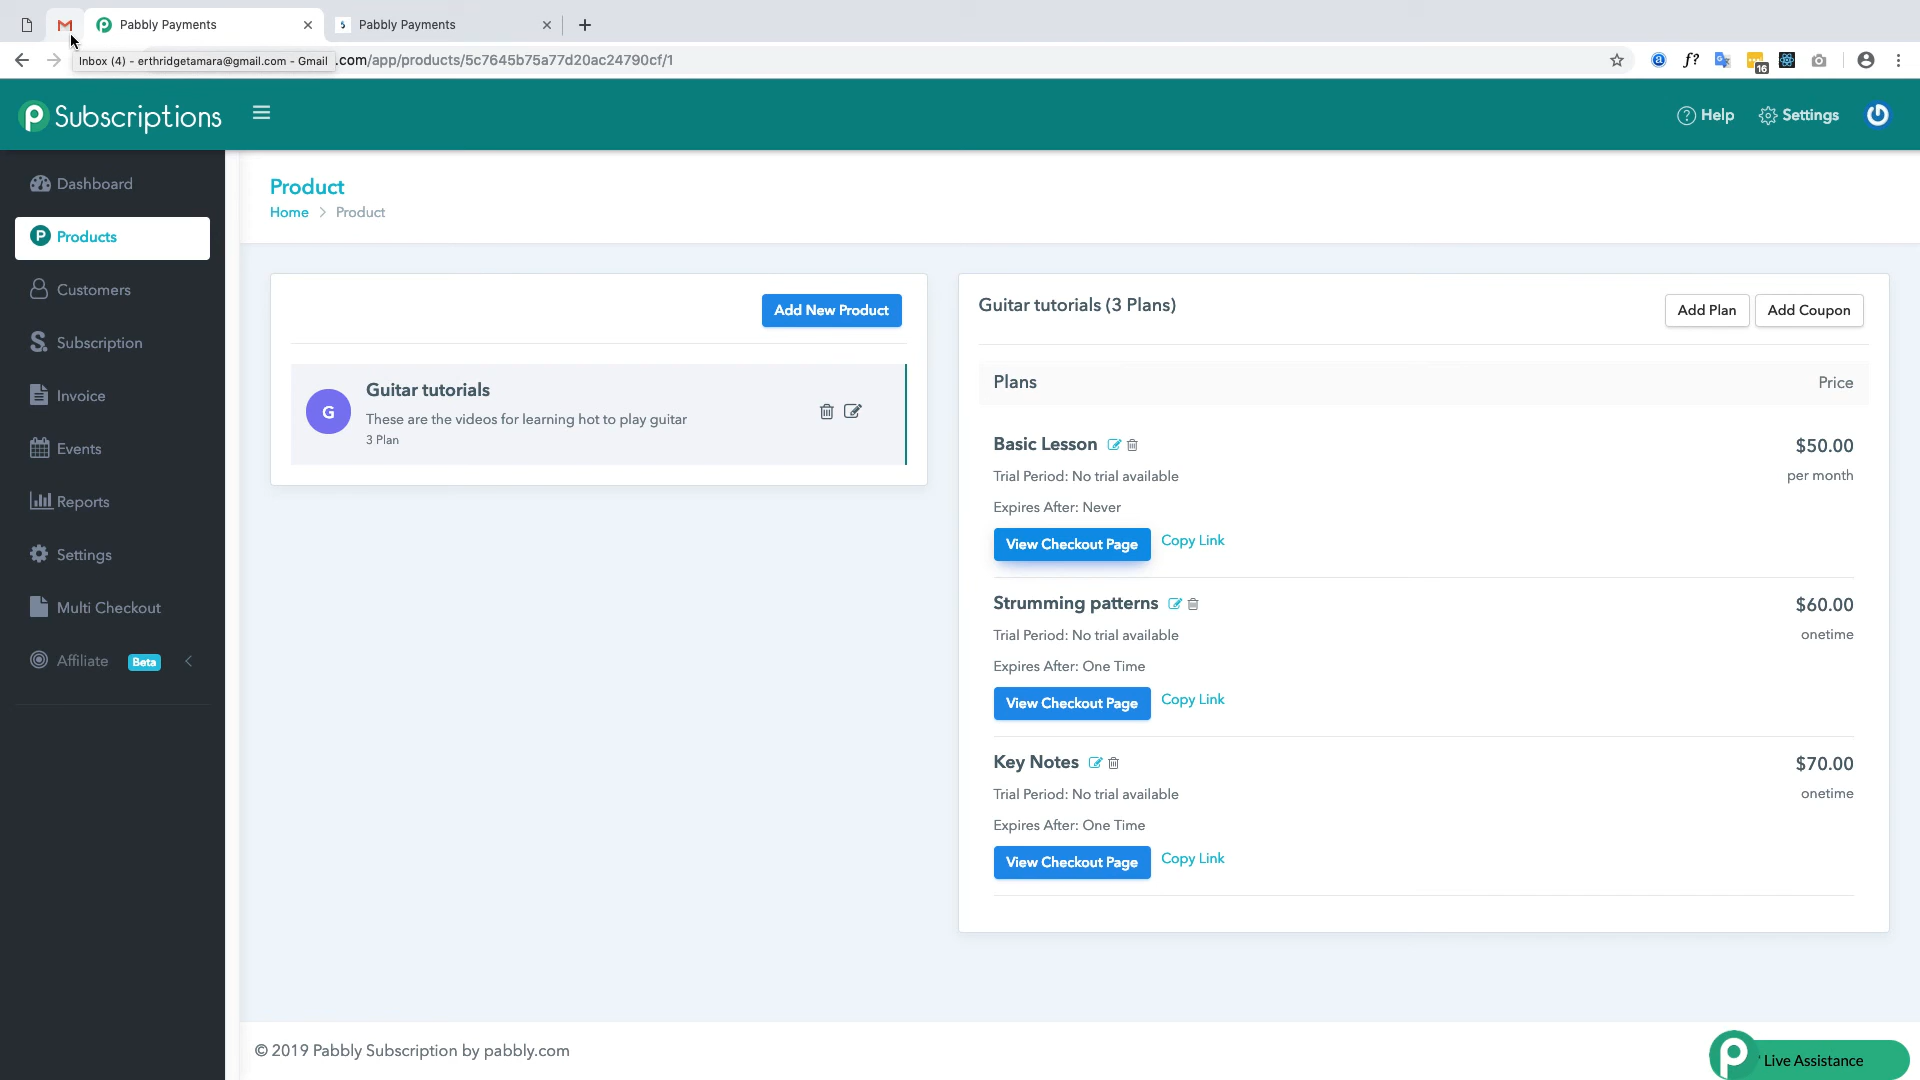 Pabbly Payments
Pabbly Payments
Inbox (4) - erthridgetamara@gmail.com - Gmail
.com/app/products/5c7645b75a77d20ac24790cf/1
f?
16
Subscriptions
Help
Settings
Dashboard
Products
Customers
Subscription
Invoice
Events
Reports
Settings
Multi Checkout
Affiliate Beta
Product
Home > Product
Add New Product
G
Guitar tutorials
These are the videos for learning hot to play guitar
3 Plan
Guitar tutorials (3 Plans)
Add Plan
Add Coupon
Plans Price
Basic Lesson $50.00
Trial Period: No trial available per month
Expires After: Never
View Checkout Page Copy Link
Strumming patterns $60.00
Trial Period: No trial available onetime
Expires After: One Time
View Checkout Page Copy Link
Key Notes $70.00
Trial Period: No trial available onetime
Expires After: One Time
View Checkout Page Copy Link
© 2019 Pabbly Subscription by pabbly.com
Live Assistance